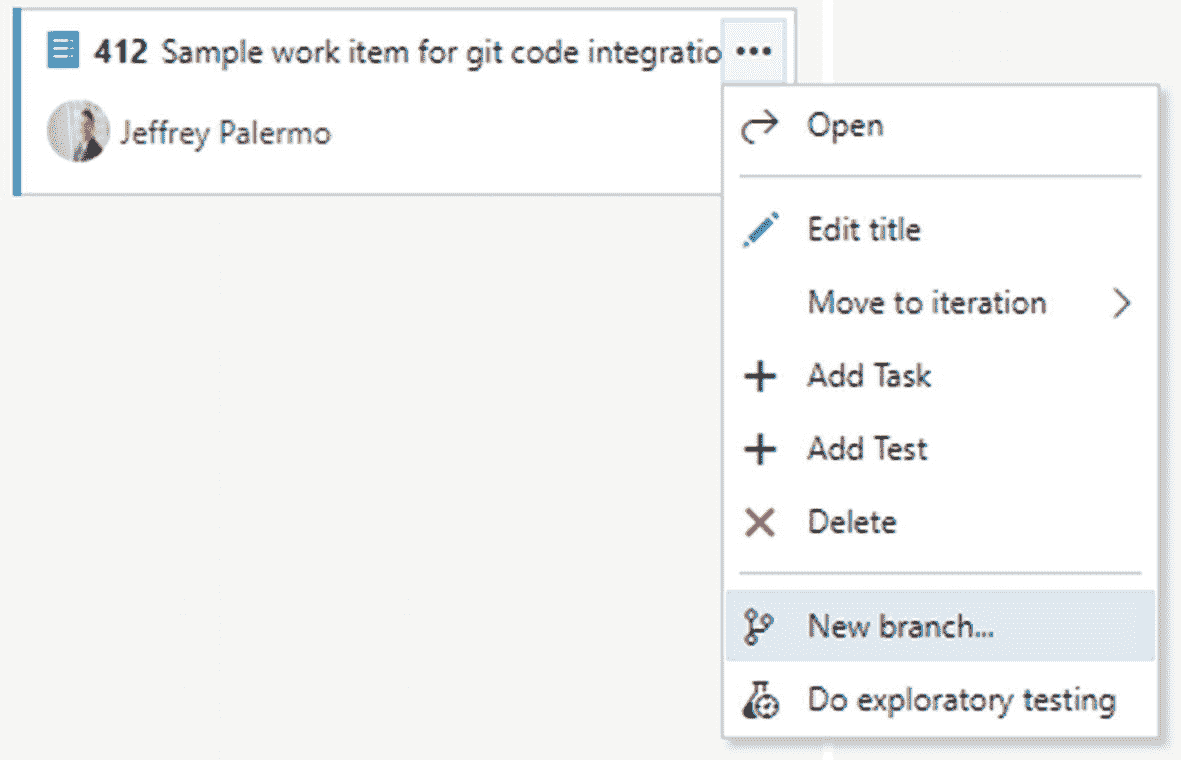 412 Sample work item for git code integratio
Jeffrey Palermo
Open
Edit title
Move to iteration
Add Task
Add Test
Delete
New branch...
Do exploratory testing